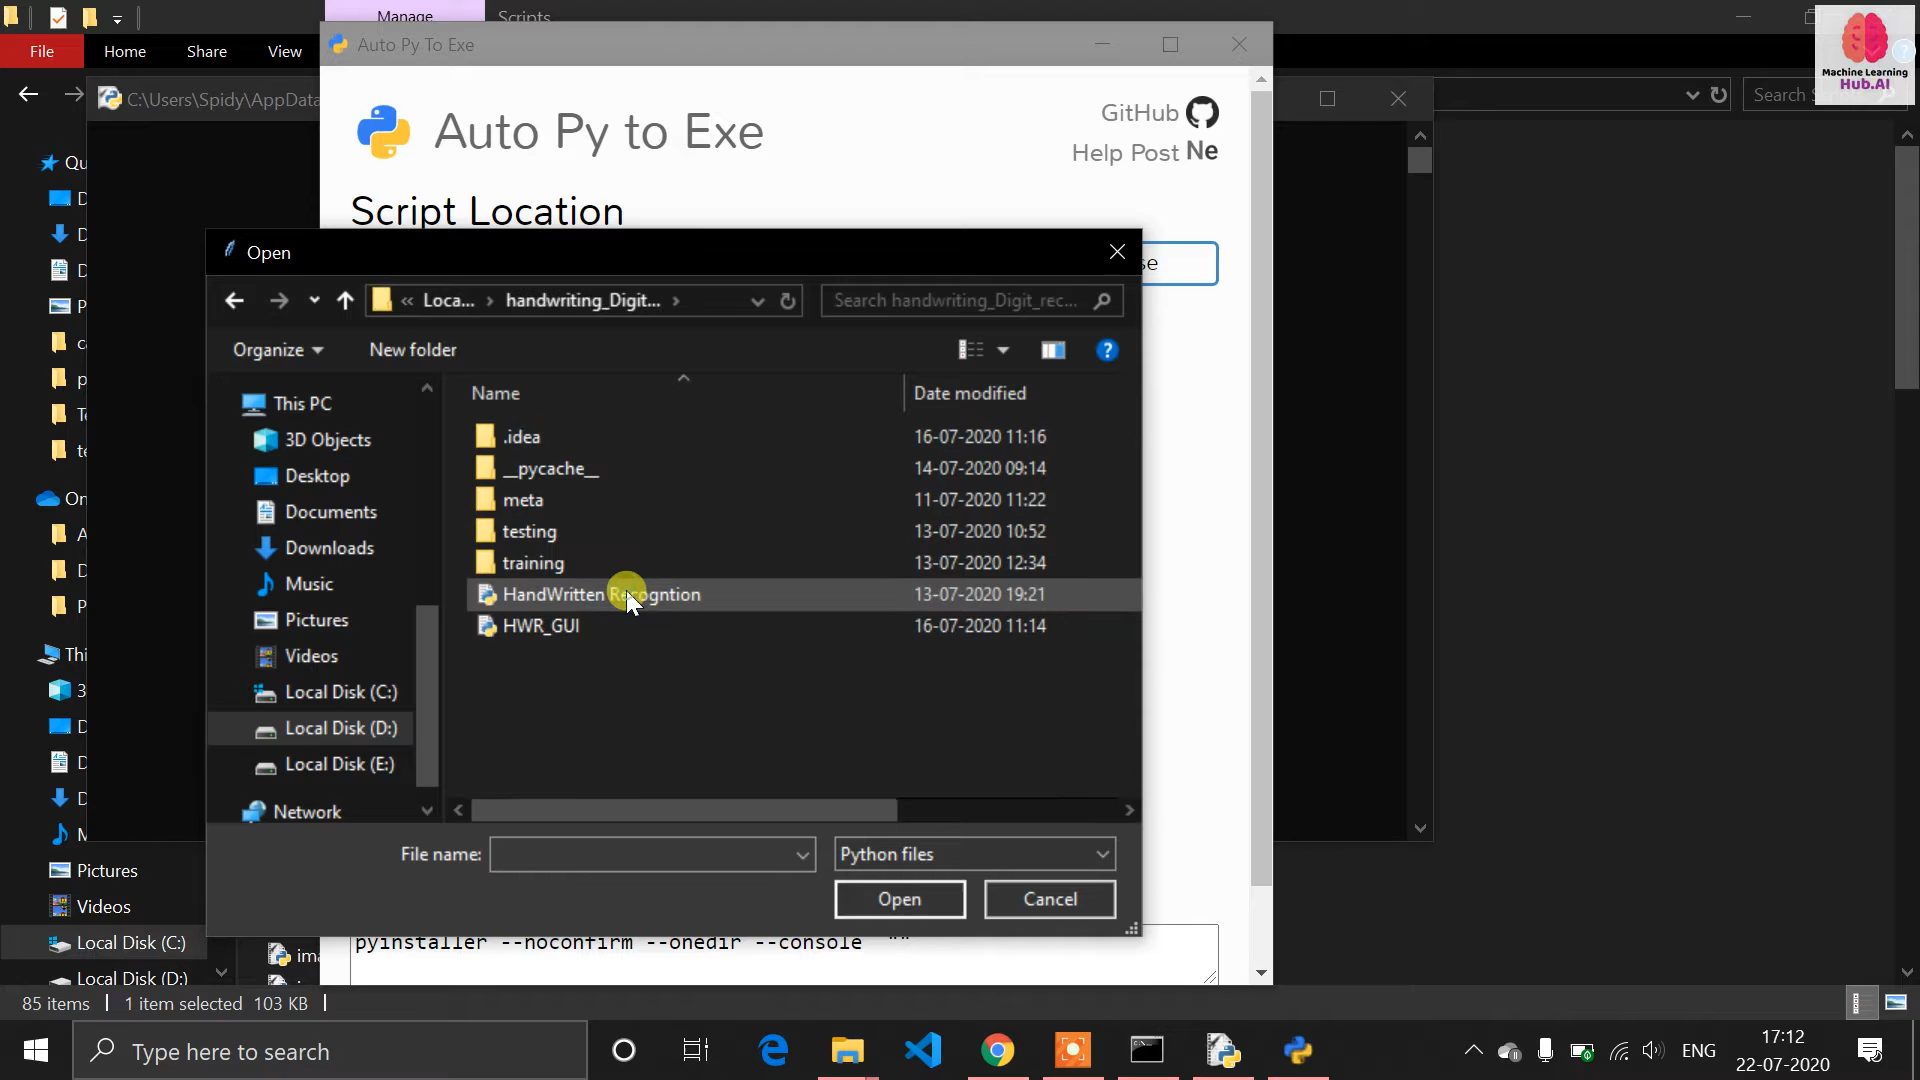 Manage
Scripts
File
Home
Share
View
Auto Py To Exe
Machine Learning
Hub.AI
C:\Users\Spidy\AppData
Search
Auto Py to Exe
GitHub
Help Post
Script Location
Open
Loca...
handwriting_Digit...
Search handwriting_Digit_rec...
Organize
New folder
Name
Date modified
This PC
3D Objects
Desktop
Documents
Downloads
Music
Pictures
Videos
Local Disk (C:)
Local Disk (D:)
Local Disk (E:)
Network
.idea 16-07-2020 11:16
__pycache__ 14-07-2020 09:14
meta 11-07-2020 11:22
testing 13-07-2020 10:52
training 13-07-2020 12:34
HandWritten Recogntion 13-07-2020 19:21
HWR_GUI 16-07-2020 11:14
File name:
Python files
Open
Cancel
Pictures
Videos
Local Disk (C:)
Local Disk (D:)
pyinstaller --noconfirm --onedir --console ""
85 items
1 item selected 103 KB
Type here to search
ENG
17:12
22-07-2020